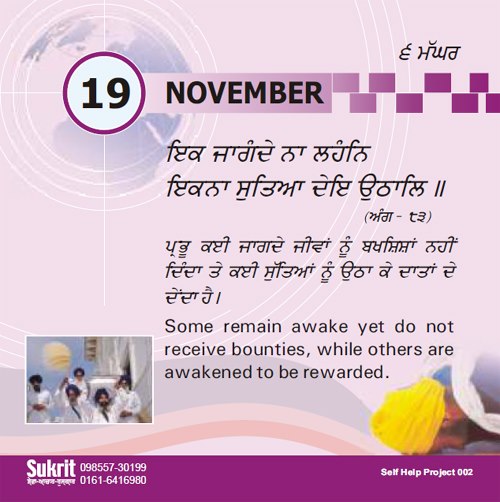 ੬ ਮੱਘਰ
19 NOVEMBER
ਇਕ ਜਾਗੰਦੇ ਨਾ ਲਹੰਨਿ
ਇਕਨਾ ਸੁਤਿਆ ਦੇਇ ਉਠਾਲਿ ॥
(ਅੰਗ - ੮੩)
ਪ੍ਰਭੂ ਕਈ ਜਾਗਦੇ ਜੀਵਾਂ ਨੂੰ ਬਖਸ਼ਿਸ਼ਾਂ ਨਹੀਂ
ਦਿੰਦਾ ਤੇ ਕਈ ਸੁੱਤਿਆਂ ਨੂੰ ਉਠਾ ਕੇ ਦਾਤਾਂ ਦੇ
ਦੇਂਦਾ ਹੈ।
Some remain awake yet do not
receive bounties, while others are
awakened to be rewarded.
Sukrit 098557-30199
0161-6416980
Self Help Project 002